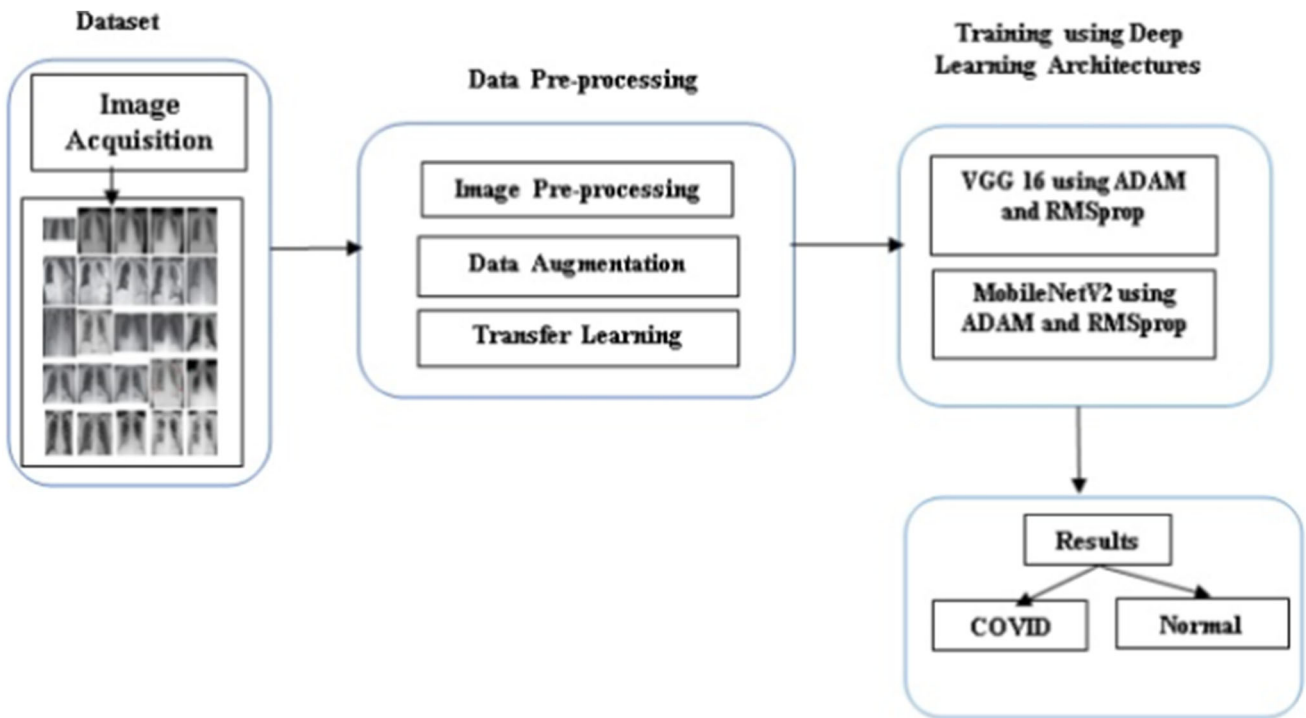 Dataset
Image
Acquisition
Data Pre-processing
Image Pre-processing
Data Augmentation
Transfer Learning
Training using Deep
Learning Architectures
VGG 16 using ADAM
and RMSprop
MobileNetV2 using
ADAM and RMSprop
Results
COVID
Normal